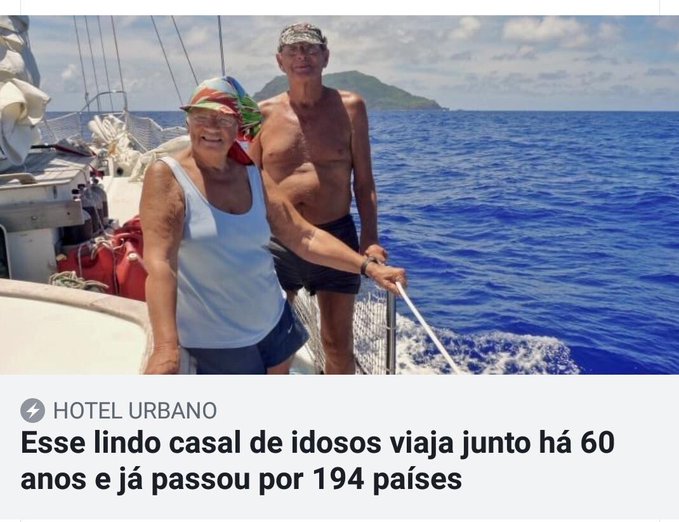 HOTEL URBANO
Esse lindo casal de idosos viaja junto há 60
anos e já passou por 194 países